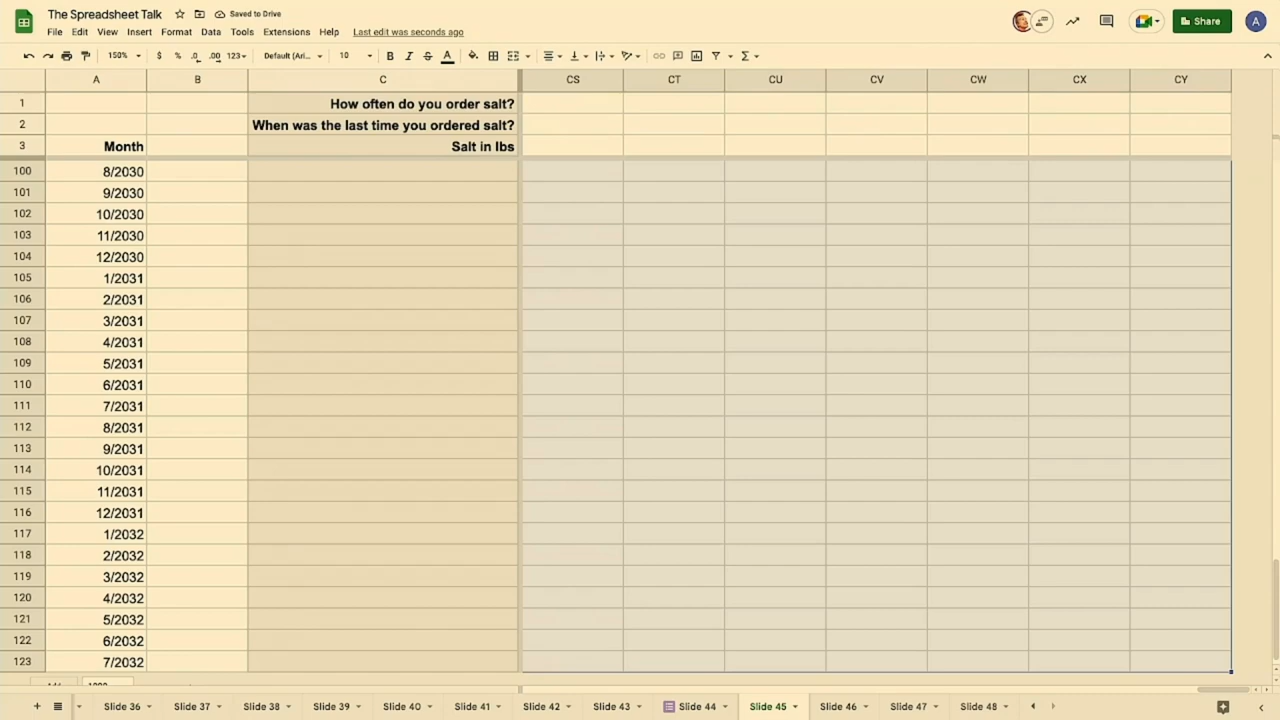 The Spreadsheet Talk Saved to Drive
File Edit View Insert Format Data Tools Extensions Help Last edit was seconds ago
Share A
150% $ % .0 .00 123 Default (Ari... 10 B I S A
A B C CS CT CU CV CW CX CY
1 How often do you order salt?
2 When was the last time you ordered salt?
3 Month Salt in lbs
100 8/2030
101 9/2030
102 10/2030
103 11/2030
104 12/2030
105 1/2031
106 2/2031
107 3/2031
108 4/2031
109 5/2031
110 6/2031
111 7/2031
112 8/2031
113 9/2031
114 10/2031
115 11/2031
116 12/2031
117 1/2032
118 2/2032
119 3/2032
120 4/2032
121 5/2032
122 6/2032
123 7/2032
Slide 36 Slide 37 Slide 38 Slide 39 Slide 40 Slide 41 Slide 42 Slide 43 Slide 44 Slide 45 Slide 46 Slide 47 Slide 48